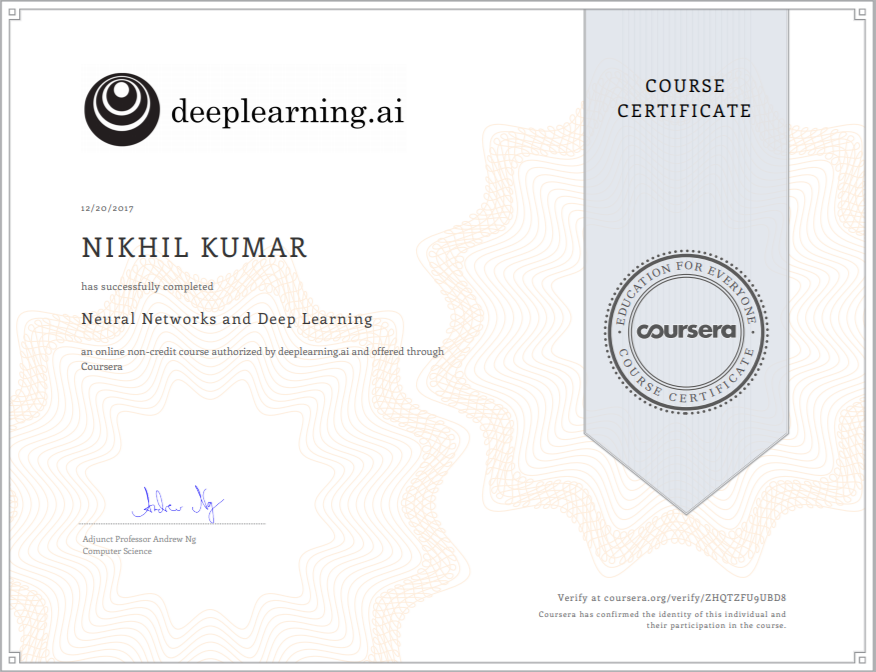 deeplearning.ai
COURSE
CERTIFICATE
12/20/2017
NIKHIL KUMAR
has successfully completed
Neural Networks and Deep Learning
an online non-credit course authorized by deeplearning.ai and offered through
Coursera
EDUCATION FOR EVERYONE
coursera
COURSE CERTIFICATE
Andrew Ng
Adjunct Professor Andrew Ng
Computer Science
Verify at coursera.org/verify/ZHQTZFU9UBD8
Coursera has confirmed the identity of this individual and
their participation in the course.